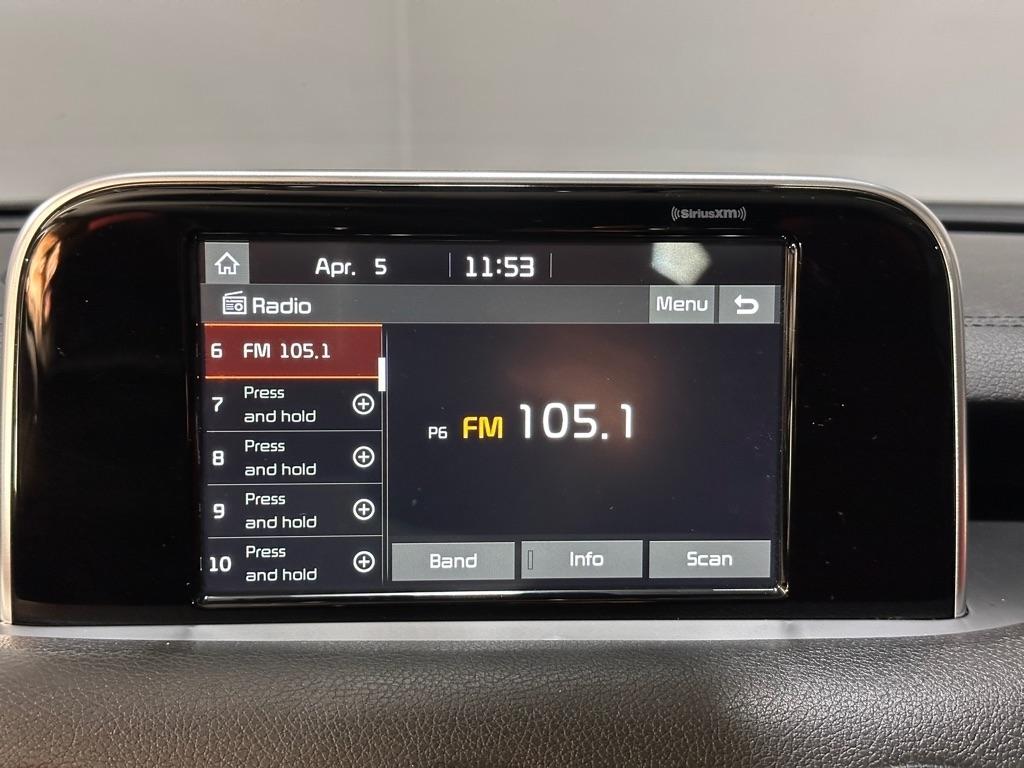 ((SiriusXM))
Apr. 5 11:53
Radio Menu
6 FM 105.1
7 Press
and hold
P6 FM 105.1
8 Press
and hold
9 Press
and hold
10 Press
and hold
Band Info Scan